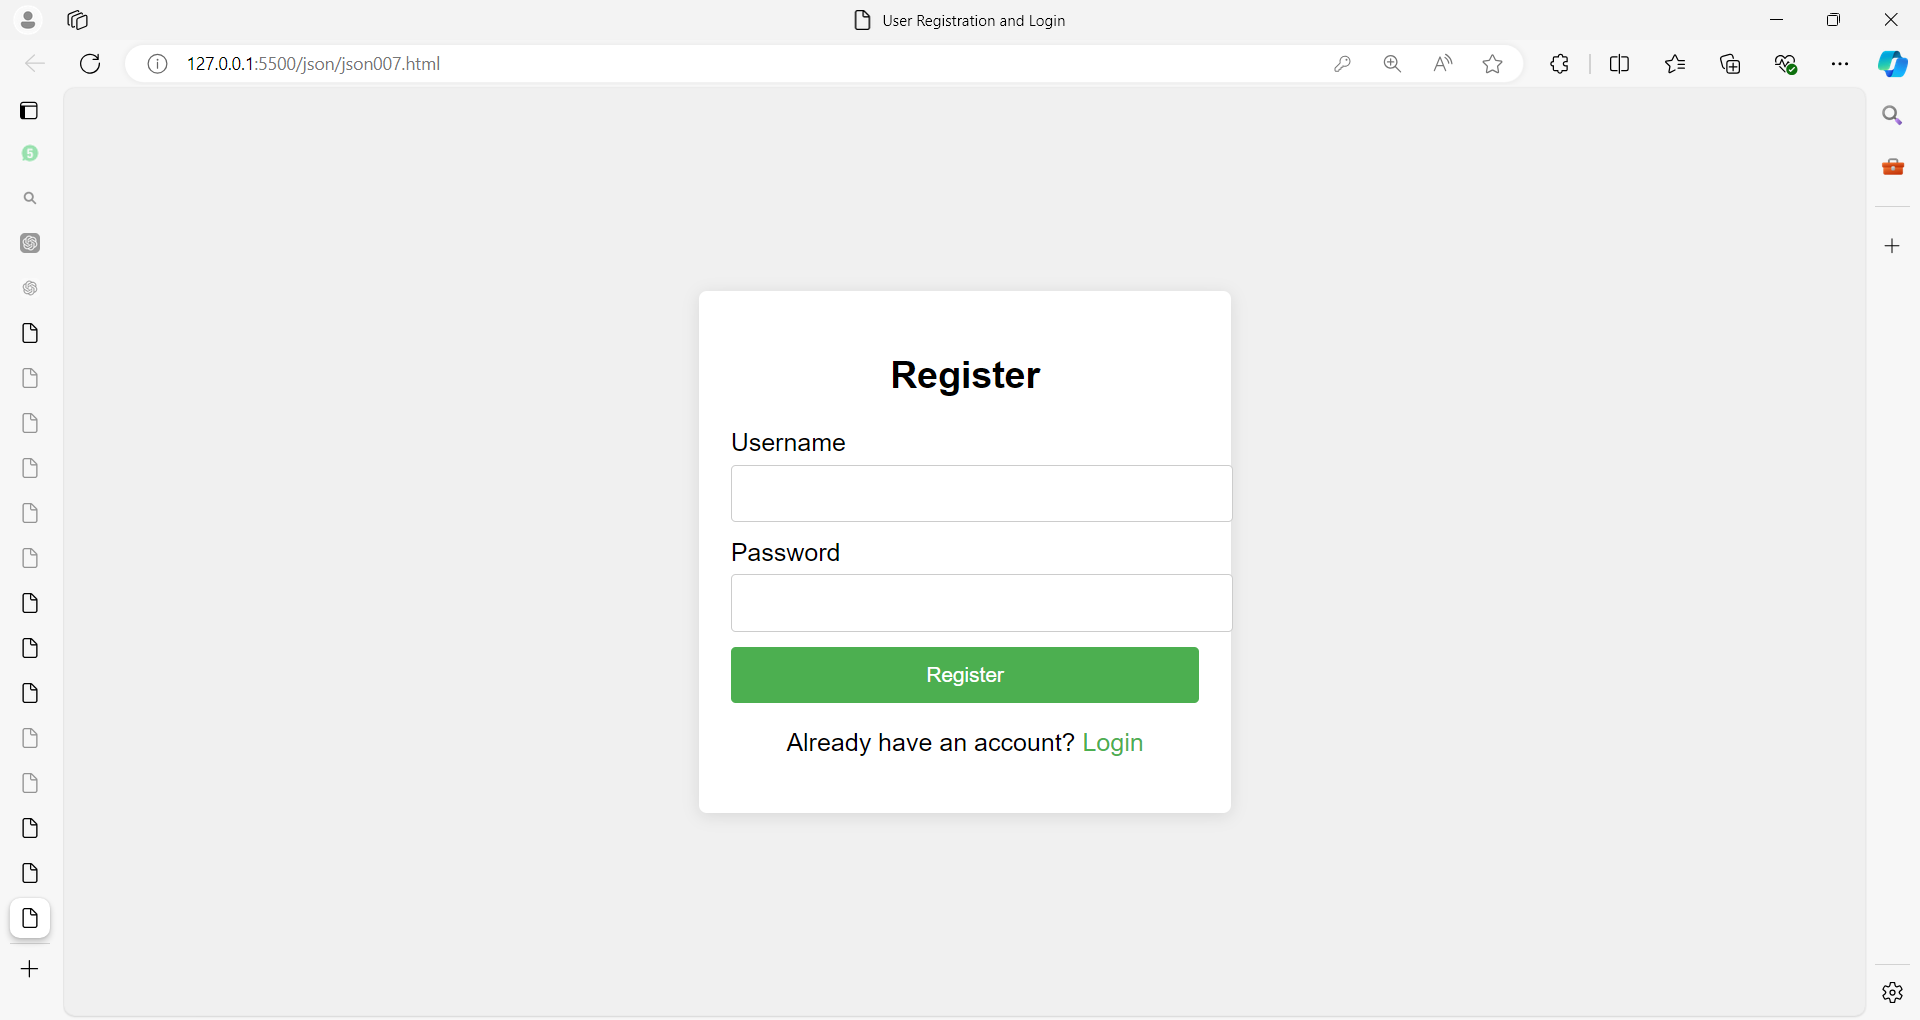 User Registration and Login
127.0.0.1:5500/json/json007.html
5
Register
Username
Password
Register
Already have an account? Login